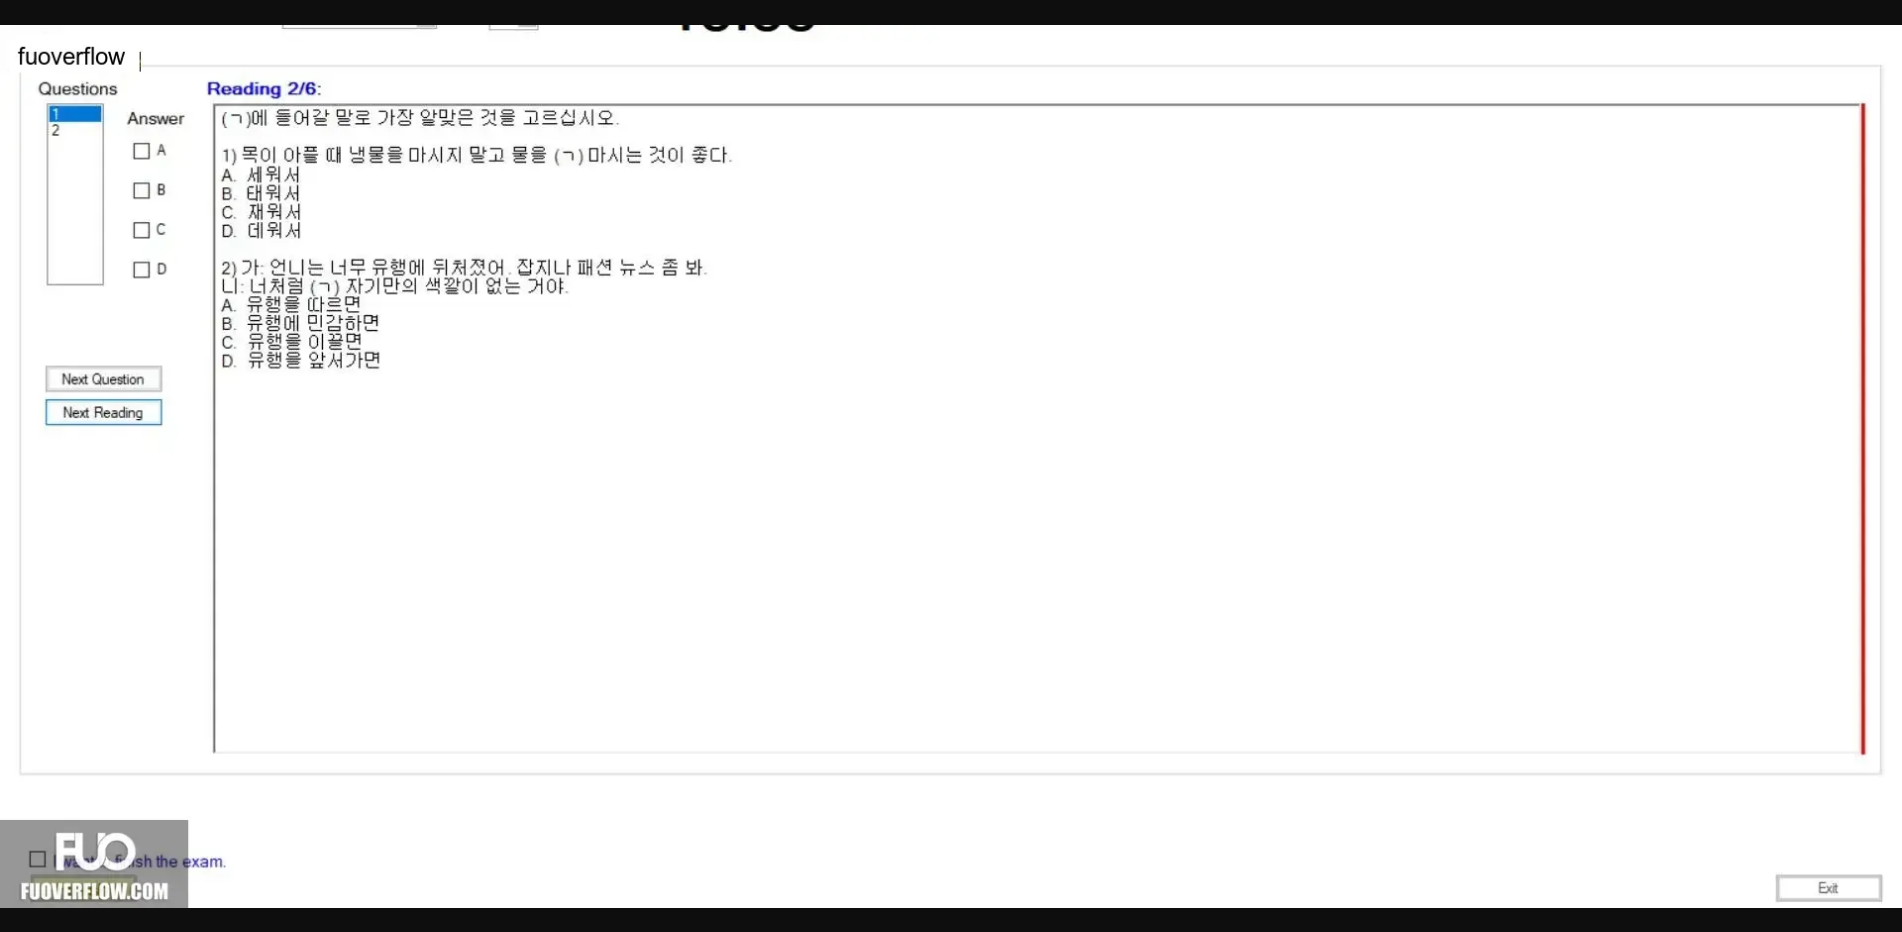 fuoverflow
Questions
Reading 2/6:
1
2
Answer
A
B
C
D
Next Question
Next Reading
(ㄱ)에 들어갈 말로 가장 알맞은 것을 고르십시오.
1) 목이 아플 때 냉물을 마시지 말고 물을 (ㄱ) 마시는 것이 좋다.
A. 세워서
B. 태워서
C. 재워서
D. 데워서
2) 가: 언니는 너무 유행에 뒤처졌어. 잡지나 패션 뉴스 좀 봐.
니: 너처럼 (ㄱ) 자기만의 색깔이 없는 거야.
A. 유행을 따르면
B. 유행에 민감하면
C. 유행을 이끌면
D. 유행을 앞서가면
FUO
finish the exam.
FUOVERFLOW.COM
Exit